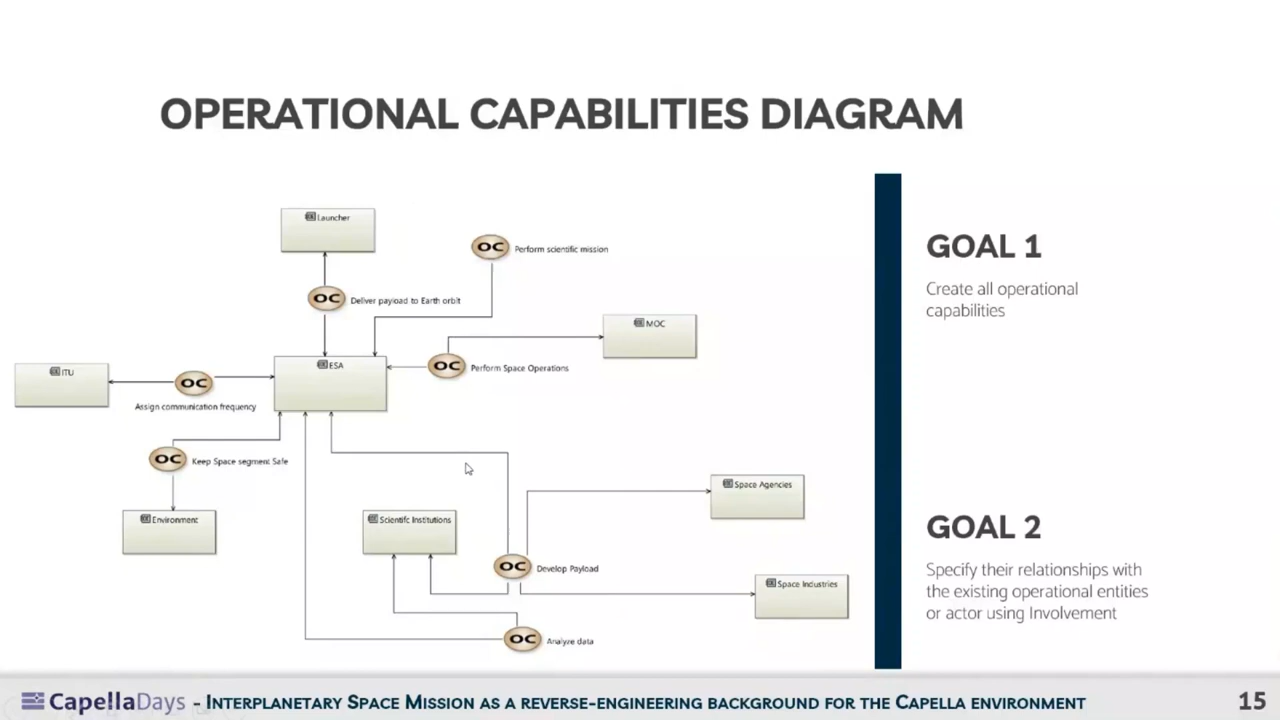 OPERATIONAL CAPABILITIES DIAGRAM
Launcher
OC Perform scientific mission
OC Deliver payload to Earth orbit
MOC
ESA
OC Perform Space Operations
ITU
OC
Assign communication frequency
OC Keep Space segment Safe
Environment
Scientifc Institutions
Space Agencies
OC Develop Payload
Space Industries
OC Analyze data
GOAL 1
Create all operational
capabilities
GOAL 2
Specify their relationships with
the existing operational entities
or actor using Involvement
CapellaDays - INTERPLANETARY SPACE MISSION AS A REVERSE-ENGINEERING BACKGROUND FOR THE CAPELLA ENVIRONMENT 15